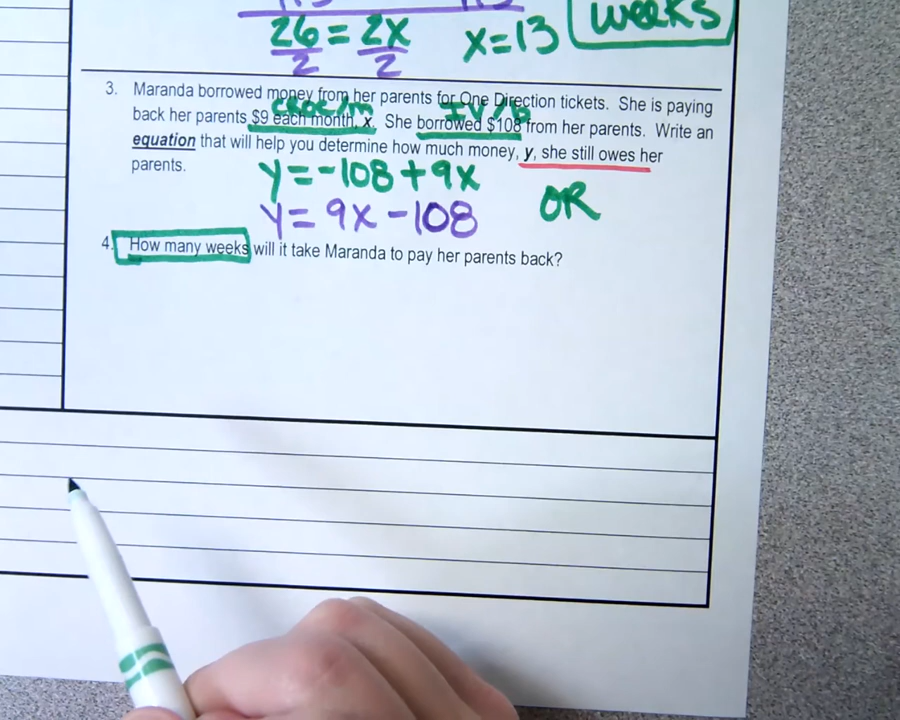 26 = 2x x=13 weeks
2 2
3. Maranda borrowed money from her parents for One Direction tickets. She is paying
CROC/m IV/b
back her parents $9 each month, x. She borrowed $108 from her parents. Write an
equation that will help you determine how much money, y, she still owes her
parents.
y=-108+9x OR
y=9x-108
4. How many weeks will it take Maranda to pay her parents back?